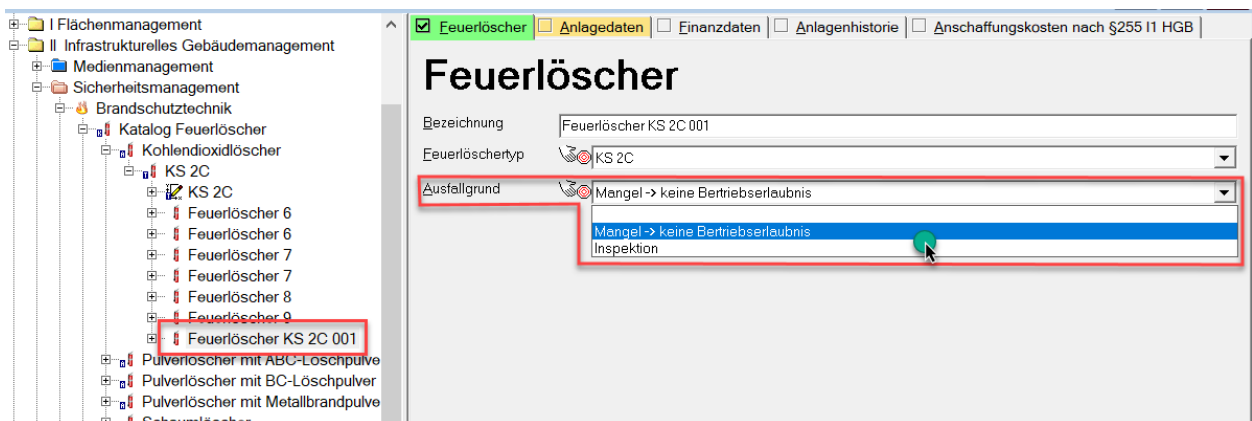 I Flächenmanagement
II Infrastrukturelles Gebäudemanagement
Medienmanagement
Sicherheitsmanagement
Brandschutztechnik
Katalog Feuerlöscher
Kohlendioxidlöscher
KS 2C
KS 2C
Feuerlöscher 6
Feuerlöscher 6
Feuerlöscher 7
Feuerlöscher 7
Feuerlöscher 8
Feuerlöscher 9
Feuerlöscher KS 2C 001
Pulverlöscher mit ABC-Löschpulve
Pulverlöscher mit BC-Löschpulver
Pulverlöscher mit Metallbrandpulve
Schaumlöscher
Feuerlöscher Anlagedaten Finanzdaten Anlagenhistorie Anschaffungskosten nach §255 I1 HGB
Feuerlöscher
Bezeichnung Feuerlöscher KS 2C 001
Feuerlöschertyp KS 2C
Ausfallgrund Mangel -> keine Bertriebserlaubnis
Mangel -> keine Bertriebserlaubnis
Inspektion